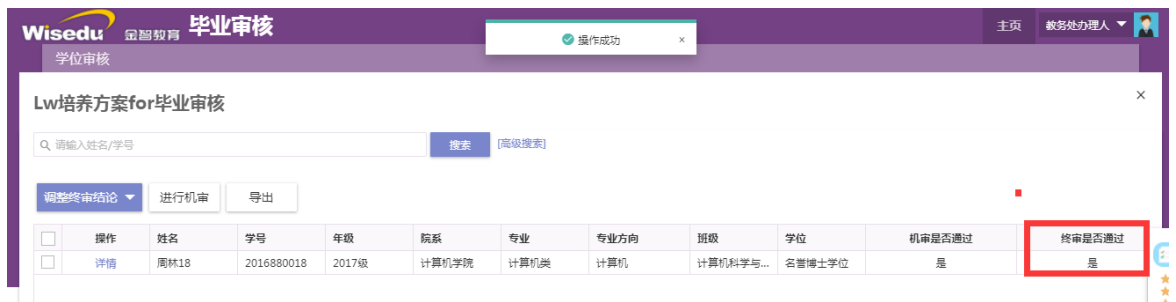 Wisedu 金智教育 毕业审核
操作成功 ×
主页 教务处办理人
学位审核
Lw培养方案for毕业审核 ×
请输入姓名/学号 搜索 [高级搜索]
调整终审结论 进行机审 导出
操作 姓名 学号 年级 院系 专业 专业方向 班级 学位 机审是否通过 终审是否通过
详情 周林18 2016880018 2017级 计算机学院 计算机类 计算机 计算机科学与... 名誉博士学位 是 是